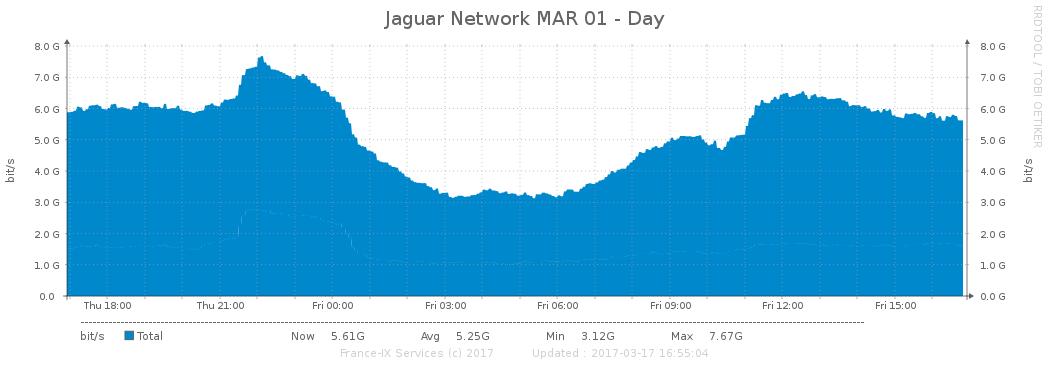 Jaguar Network MAR 01 - Day
RRDTOOL / TOBI OETIKER
8.0 G 8.0 G
7.0 G 7.0 G
6.0 G 6.0 G
5.0 G 5.0 G
4.0 G 4.0 G
3.0 G 3.0 G
2.0 G 2.0 G
1.0 G 1.0 G
0.0 0.0 G
bit/s
bit/s
Thu 18:00 Thu 21:00 Fri 00:00 Fri 03:00 Fri 06:00 Fri 09:00 Fri 12:00 Fri 15:00
bit/s Total Now 5.61G Avg 5.25G Min 3.12G Max 7.67G
France-IX Services (c) 2017 Updated : 2017-03-17 16:55:04